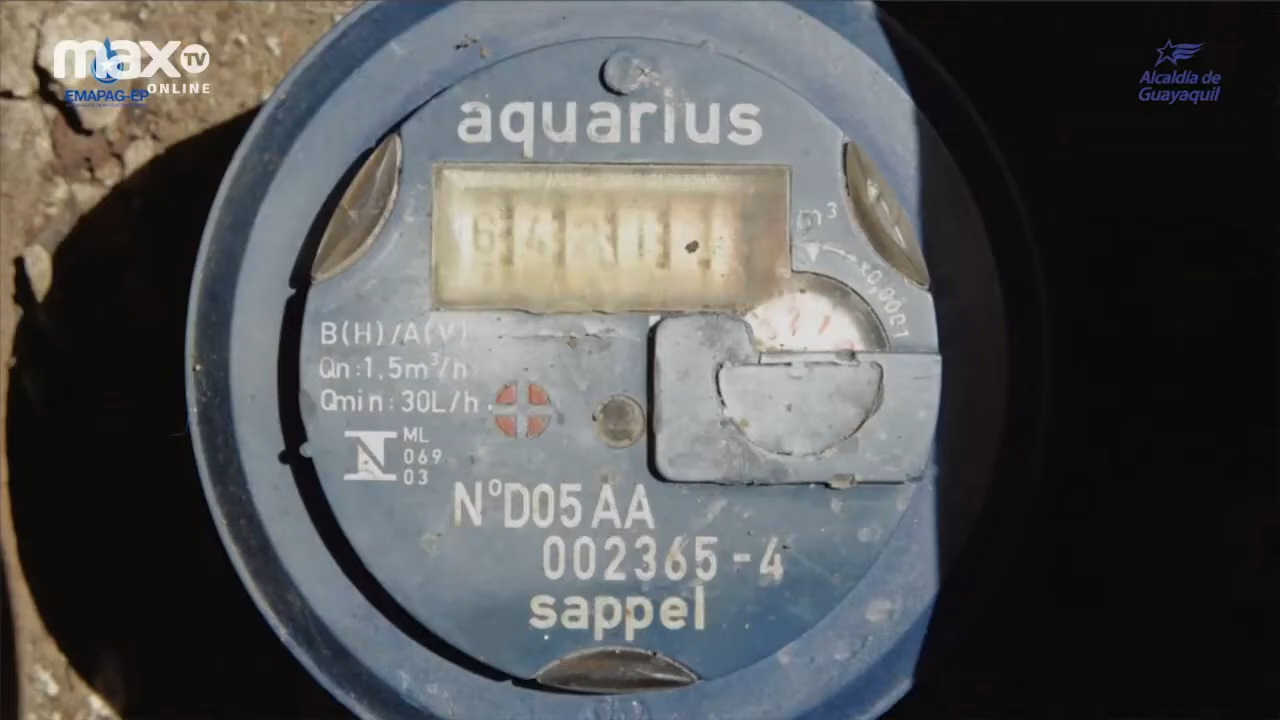 max TV
ONLINE
EMAPAG-EP
Alcaldía de
Guayaquil
aquarius
m³
x0,0001
B(H)/A(V)
Qn:1,5m³/h
Qmin:30L/h
ML
N
069
03
N°D05AA
002365-4
sappel